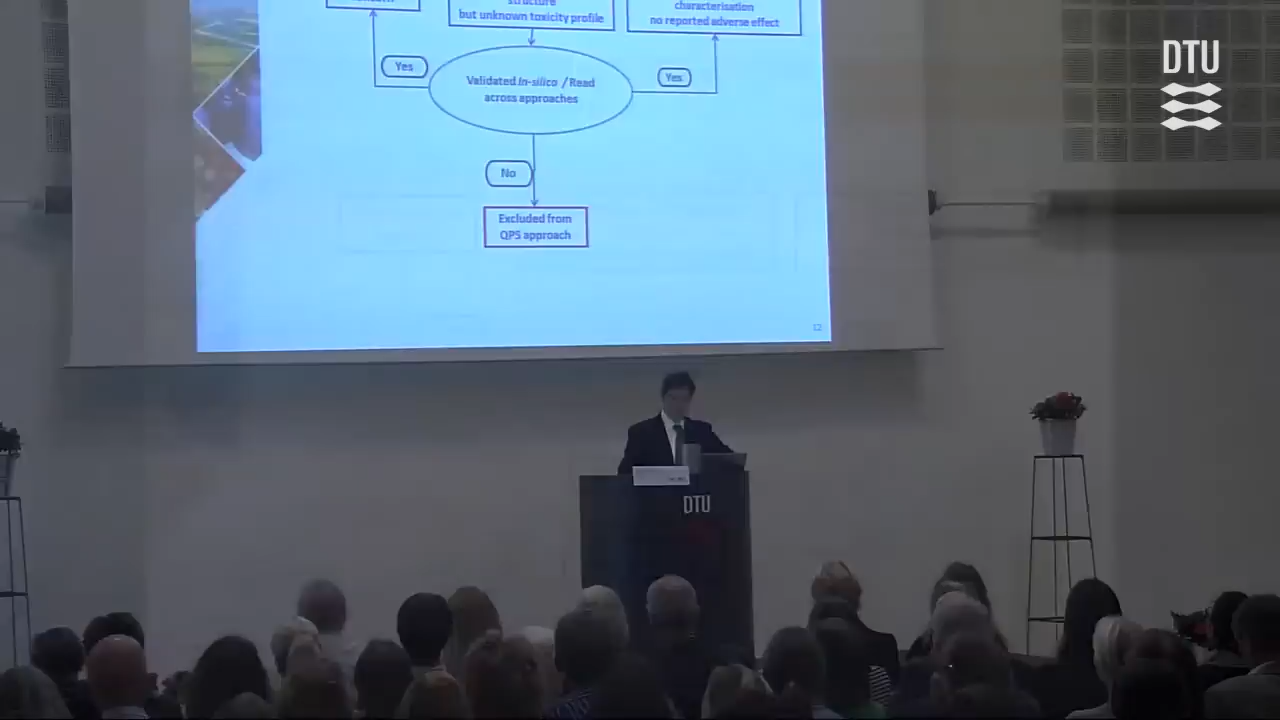 structure
but unknown toxicity profile
characterisation
no reported adverse effect
Yes
Validated In-silico / Read
across approaches
Yes
No
Excluded from
QPS approach
12
DTU
DTU